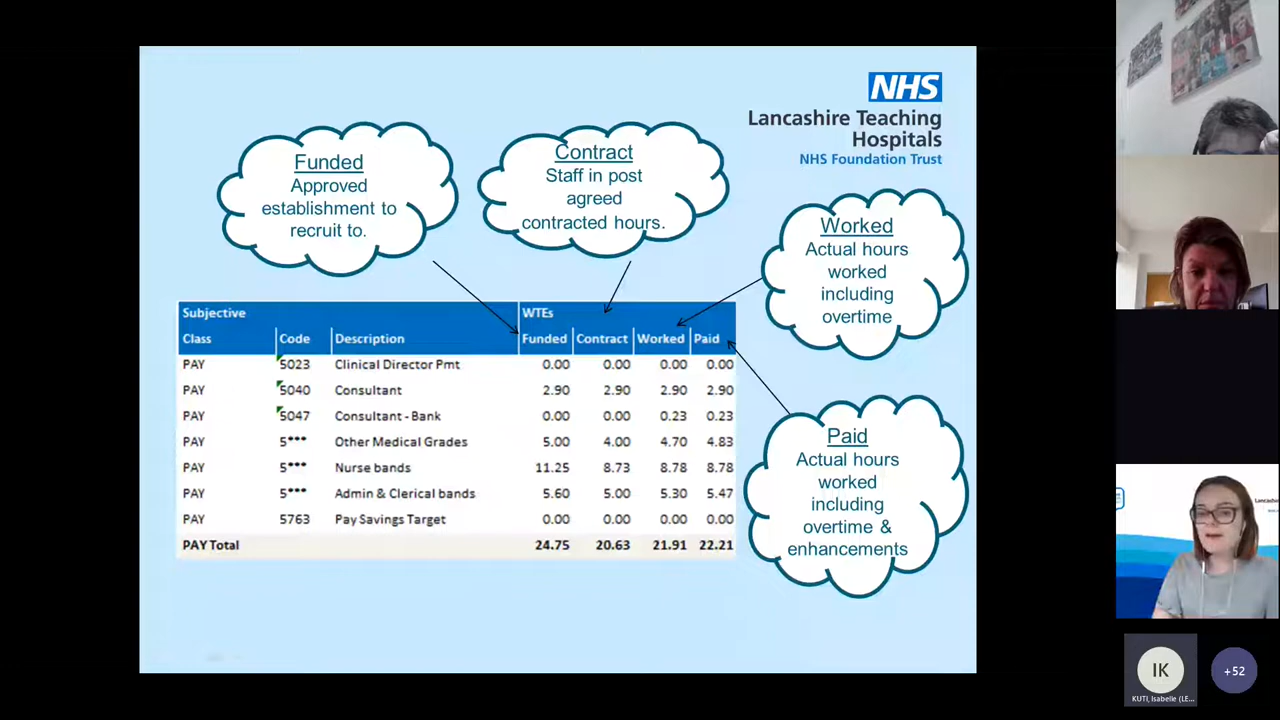 NHS
Lancashire Teaching
Hospitals
NHS Foundation Trust
Funded
Approved
establishment to
recruit to.
Contract
Staff in post
agreed
contracted hours.
Worked
Actual hours
worked
including
overtime
Paid
Actual hours
worked
including
overtime &
enhancements
Subjective WTEs
Class Code Description Funded Contract Worked Paid
PAY 5023 Clinical Director Pmt 0.00 0.00 0.00 0.00
PAY 5040 Consultant 2.90 2.90 2.90 2.90
PAY 5047 Consultant - Bank 0.00 0.00 0.23 0.23
PAY 5*** Other Medical Grades 5.00 4.00 4.70 4.83
PAY 5*** Nurse bands 11.25 8.73 8.78 8.78
PAY 5*** Admin & Clerical bands 5.60 5.00 5.30 5.47
PAY 5763 Pay Savings Target 0.00 0.00 0.00 0.00
PAY Total 24.75 20.63 21.91 22.21
IK
+52
KUTI, Isabelle (LE...